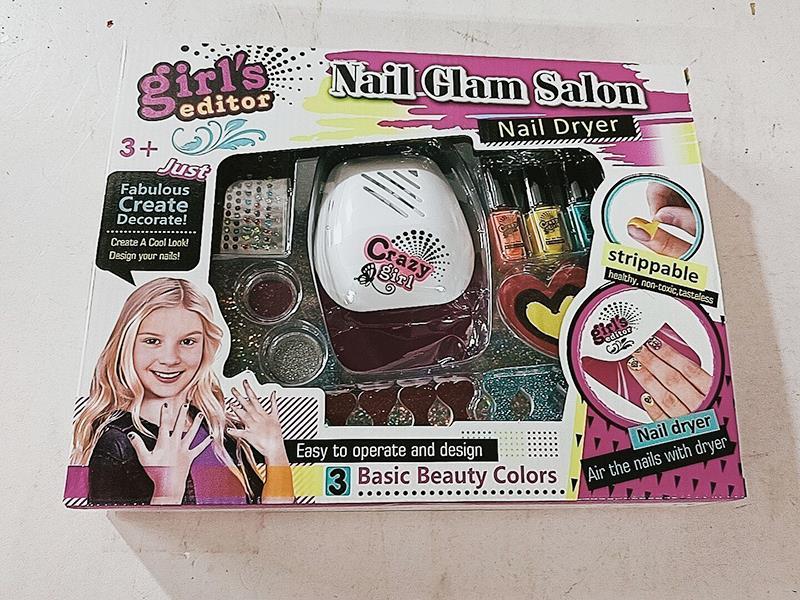 girl's
editor
Nail Glam Salon
Nail Dryer
3+
Just
Fabulous
Create
Decorate!
Create A Cool Look!
Design your nails!
Crazy
girl
strippable
healthy, non-toxic,tasteless
girl's
editor
Nail dryer
Air the nails with dryer
Easy to operate and design
3 Basic Beauty Colors